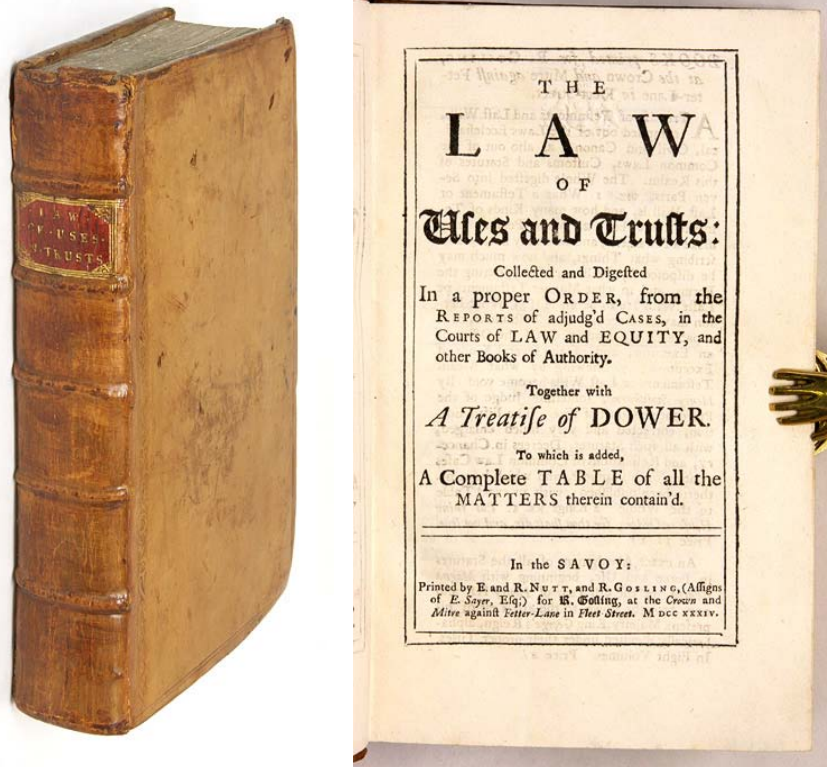 LAW
OF·USES·
& TRUSTS
THE
LAW
OF
Uſes and Truſts:
Collected and Digeſted
In a proper ORDER, from the
REPORTS of adjudg'd CASES, in the
Courts of LAW and EQUITY, and
other Books of Authority.
Together with
A Treatiſe of DOWER.
To which is added,
A Complete TABLE of all the
MATTERS therein contain'd.
In the SAVOY:
Printed by E. and R. NUTT, and R. GOSLING, (Aſſigns
of E. Sayer, Eſq;) for R. Goſling, at the Crown and
Mitre againſt Fetter-Lane in Fleet Street. MDCCXXXIV.